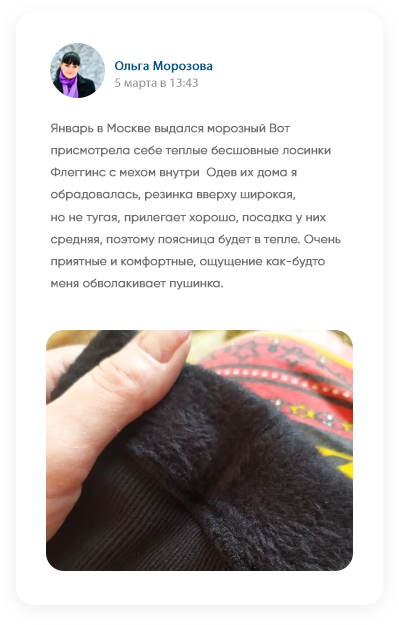 Ольга Морозова
5 марта в 13:43
Январь в Москве выдался морозный Вот
присмотрела себе теплые бесшовные лосинки
Флеггинс с мехом внутри  Одев их дома я
обрадовалась, резинка вверху широкая,
но не тугая, прилегает хорошо, посадка у них
средняя, поэтому поясница будет в тепле. Очень
приятные и комфортные, ощущение как-будто
меня обволакивает пушинка.